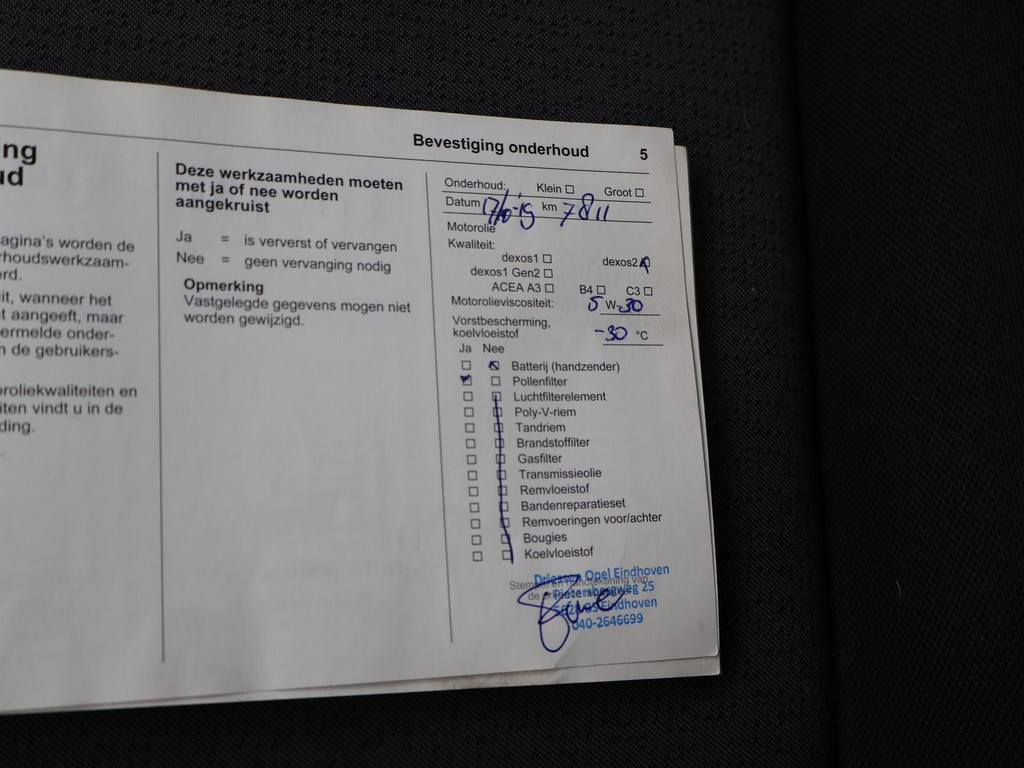 ng
ud
agina's worden de
rhoudswerkzaam-
erd.
it, wanneer het
t aangeeft, maar
ermelde onder-
n de gebruikers-
oroliekwaliteiten en
iten vindt u in de
ding.
Deze werkzaamheden moeten
met ja of nee worden
aangekruist
Ja = is ververst of vervangen
Nee = geen vervanging nodig
Opmerking
Vastgelegde gegevens mogen niet
worden gewijzigd.
Bevestiging onderhoud 5
Onderhoud: Klein Groot
Datum 17/10-19 km 7811
Motorolie
Kwaliteit:
dexos1 dexos2
dexos1 Gen2
ACEA A3 B4 C3
Motorolieviscositeit: 5 W-30
Vorstbescherming,
koelvloeistof -30 °C
Ja Nee
Batterij (handzender)
Pollenfilter
Luchtfilterelement
Poly-V-riem
Tandriem
Brandstoffilter
Gasfilter
Transmissieolie
Remvloeistof
Bandenreparatieset
Remvoeringen voor/achter
Bougies
Koelvloeistof
Driessen Opel Eindhoven
Pietersbergweg 25
Eindhoven
040-2646699